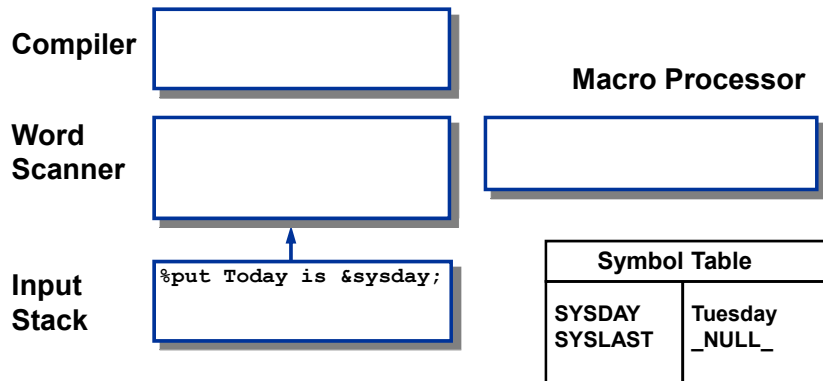 Compiler
Macro Processor
Word
Scanner
Input
Stack
%put Today is &sysday;
Symbol Table
SYSDAY Tuesday
SYSLAST _NULL_